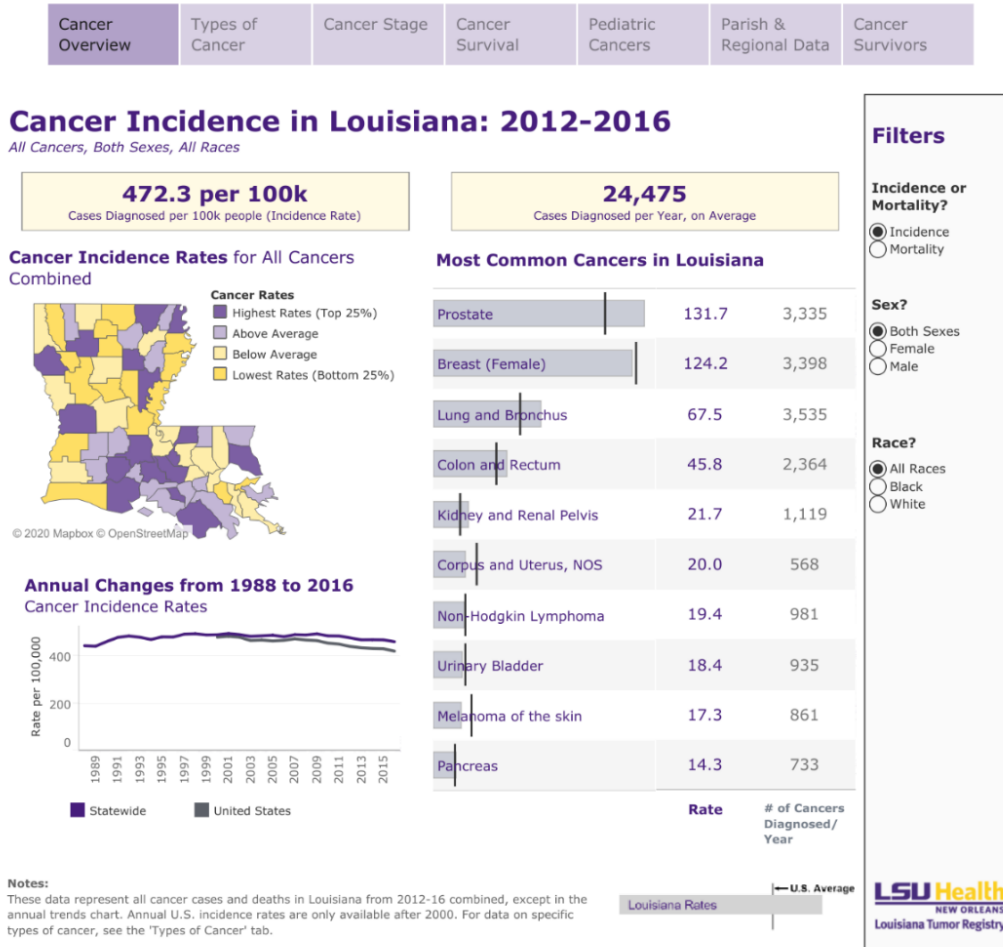 Cancer
Overview
Types of
Cancer
Cancer Stage
Cancer
Survival
Pediatric
Cancers
Parish &
Regional Data
Cancer
Survivors
Cancer Incidence in Louisiana: 2012-2016
All Cancers, Both Sexes, All Races
472.3 per 100k
Cases Diagnosed per 100k people (Incidence Rate)
24,475
Cases Diagnosed per Year, on Average
Cancer Incidence Rates for All Cancers
Combined
Cancer Rates
Highest Rates (Top 25%)
Above Average
Below Average
Lowest Rates (Bottom 25%)
© 2020 Mapbox © OpenStreetMap
Annual Changes from 1988 to 2016
Cancer Incidence Rates
Rate per 100,000
400
200
0
1989
1991
1993
1995
1997
1999
2001
2003
2005
2007
2009
2011
2013
2015
Statewide
United States
Most Common Cancers in Louisiana
Prostate 131.7 3,335
Breast (Female) 124.2 3,398
Lung and Bronchus 67.5 3,535
Colon and Rectum 45.8 2,364
Kidney and Renal Pelvis 21.7 1,119
Corpus and Uterus, NOS 20.0 568
Non-Hodgkin Lymphoma 19.4 981
Urinary Bladder 18.4 935
Melanoma of the skin 17.3 861
Pancreas 14.3 733
Rate
# of Cancers
Diagnosed/
Year
Notes:
These data represent all cancer cases and deaths in Louisiana from 2012-16 combined, except in the
annual trends chart. Annual U.S. incidence rates are only available after 2000. For data on specific
types of cancer, see the 'Types of Cancer' tab.
U.S. Average
Louisiana Rates
Filters
Incidence or
Mortality?
Incidence
Mortality
Sex?
Both Sexes
Female
Male
Race?
All Races
Black
White
LSU Health
NEW ORLEANS
Louisiana Tumor Registry